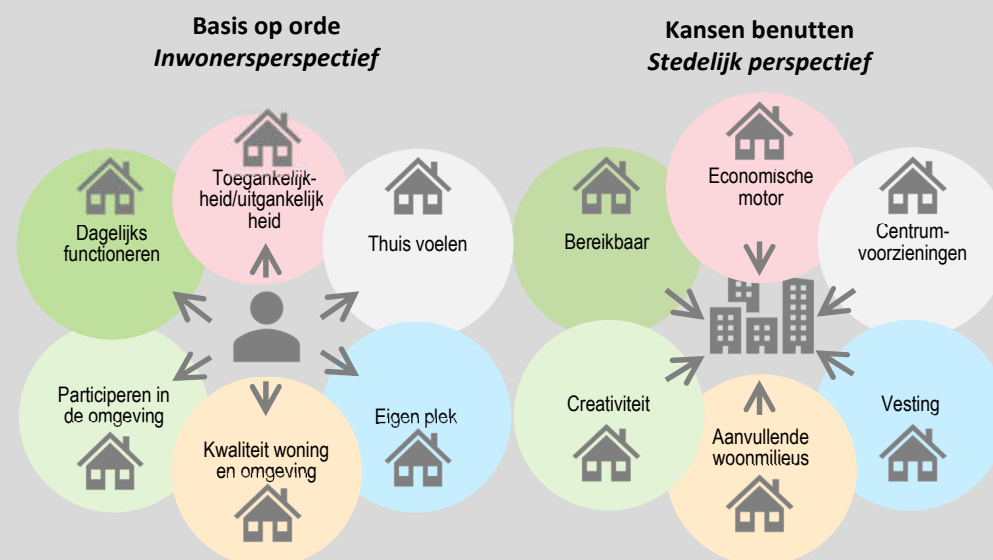 Basis op orde
Inwonersperspectief
Toegankelijk-
heid/uitgankelijk
heid
Dagelijks
functioneren
Thuis voelen
Participeren in
de omgeving
Eigen plek
Kwaliteit woning
en omgeving
Kansen benutten
Stedelijk perspectief
Economische
motor
Bereikbaar
Centrum-
voorzieningen
Creativiteit
Vesting
Aanvullende
woonmilieus